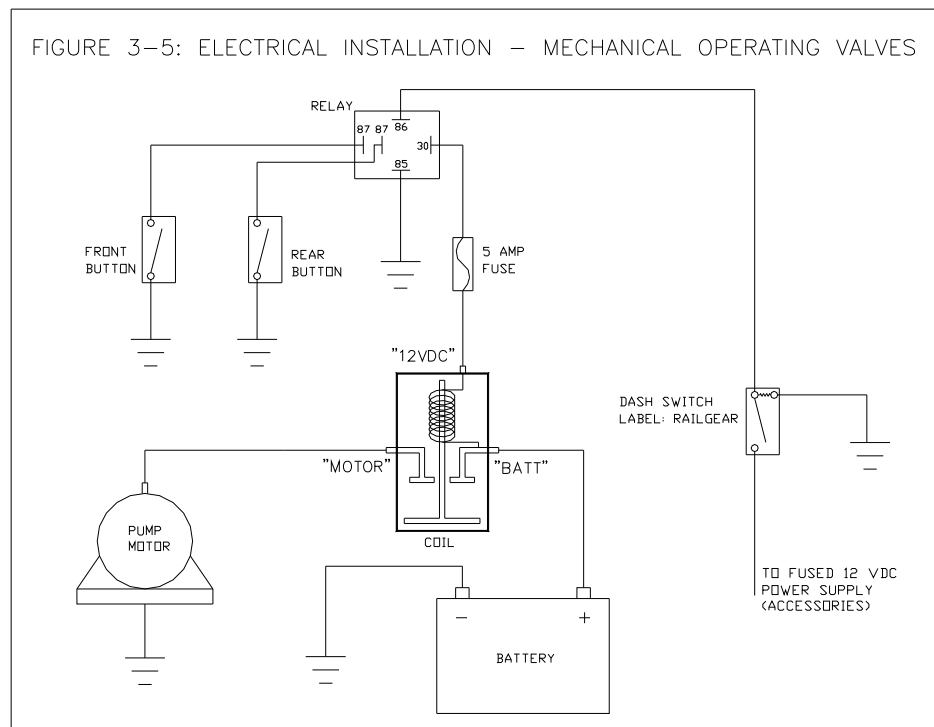 FIGURE 3-5: ELECTRICAL INSTALLATION - MECHANICAL OPERATING VALVES
RELAY
87 87 86
30
85
FRONT
BUTTON
REAR
BUTTON
5 AMP
FUSE
"12VDC"
DASH SWITCH
LABEL: RAILGEAR
"MOTOR"
"BATT"
PUMP
MOTOR
COIL
TO FUSED 12 VDC
POWER SUPPLY
(ACCESSORIES)
- +
BATTERY